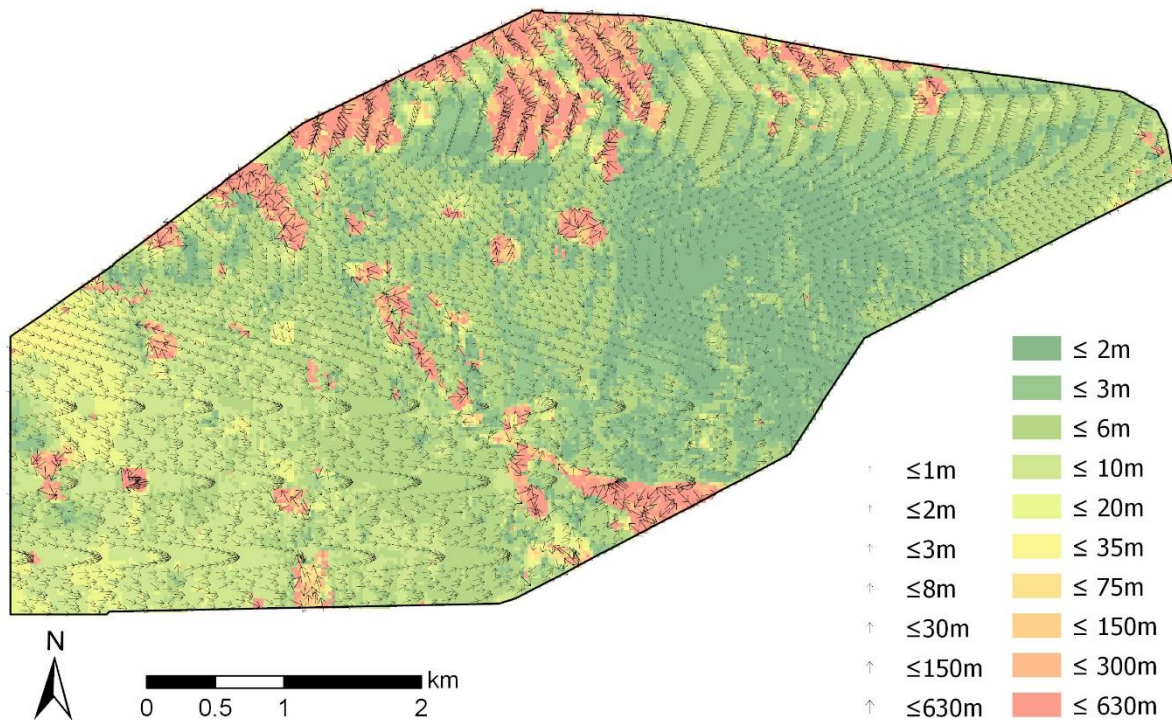 ≤ 2m
≤ 3m
≤ 6m
≤ 10m
≤ 20m
≤ 35m
≤ 75m
≤ 150m
≤ 300m
≤ 630m
≤1m
≤2m
≤3m
≤8m
≤30m
≤150m
≤630m
N
km
0 0.5 1 2